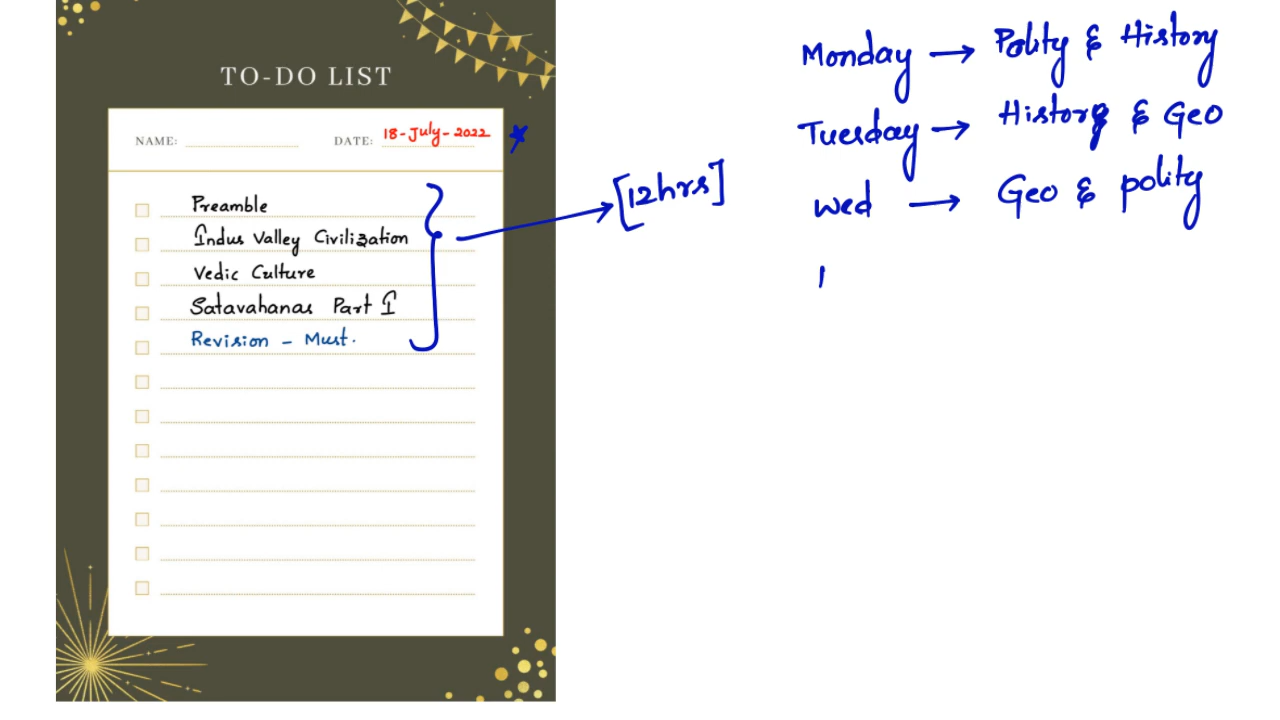 TO-DO LIST
NAME: DATE: 18-July-2022
Preamble
Indus Valley Civilization
Vedic Culture
Satavahanas Part I
Revision - Must.
[12hrs]
Monday → Polity & History
Tuesday → History & Geo
Wed → Geo & polity